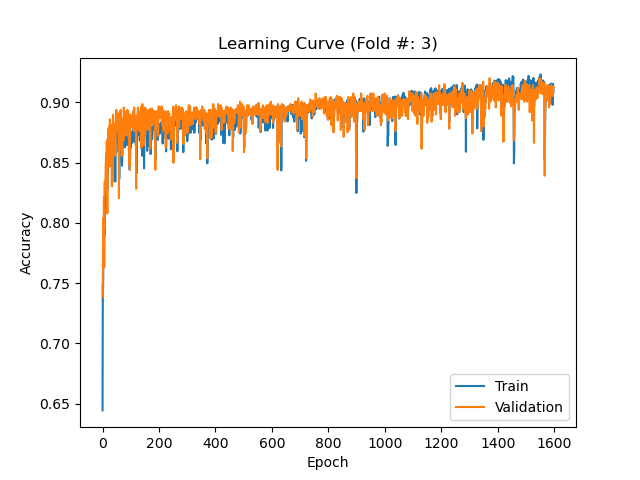 Learning Curve (Fold #: 3)
0.90
0.85
0.80
0.75
0.70
0.65
Accuracy
0 200 400 600 800 1000 1200 1400 1600
Epoch
Train
Validation